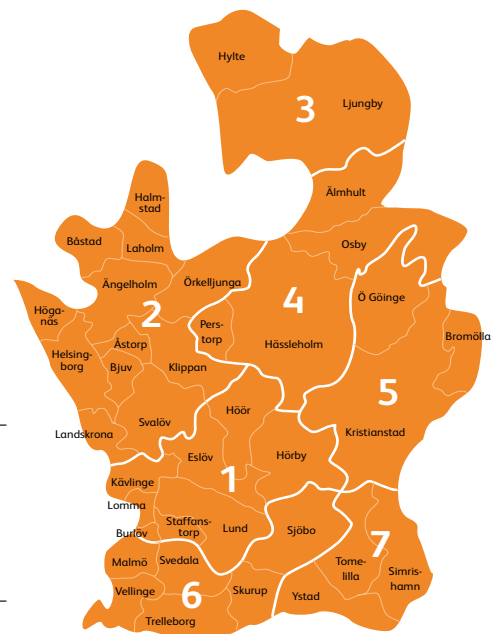 Hylte
Ljungby
3
Älmhult
Halm-
stad
Båstad
Laholm
Osby
Ängelholm
Örkelljunga
4
Ö Göinge
Höga-
näs
2
Pers-
torp
Bromölla
Åstorp
Hässleholm
Helsing-
borg
Bjuv
Klippan
5
Höör
Svalöv
Landskrona
Kristianstad
Eslöv
Hörby
1
Kävlinge
Lomma
Staffans-
torp
Lund
Sjöbo
Burlöv
7
Malmö
Svedala
Tome-
lilla
Simris-
hamn
Vellinge
6
Skurup
Ystad
Trelleborg